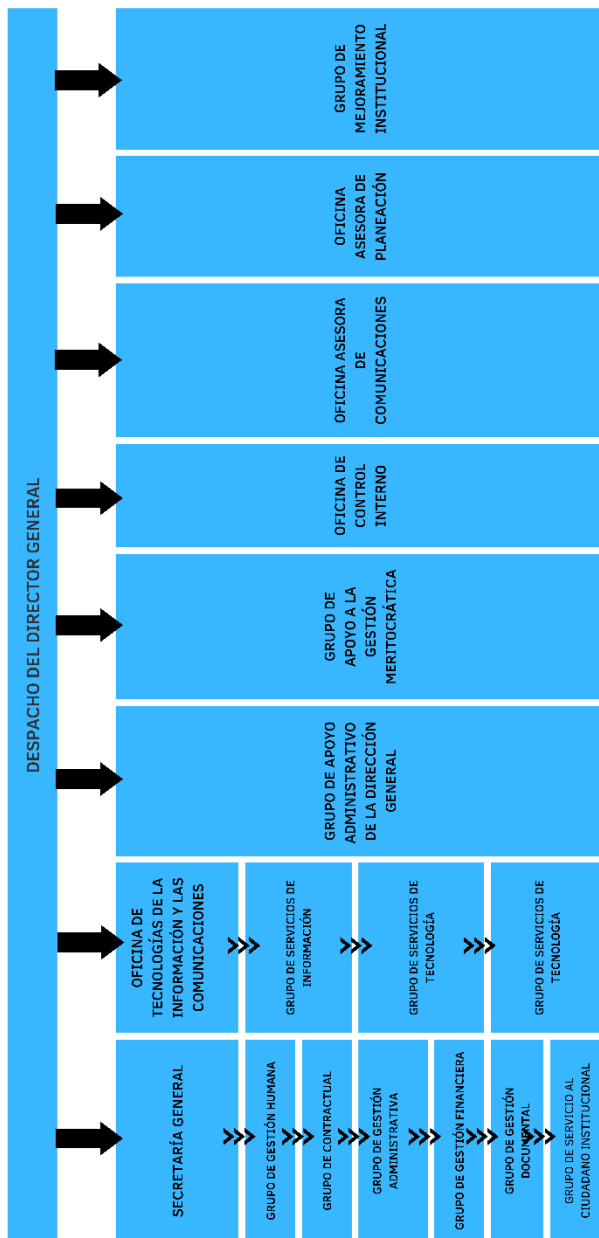 DESPACHO DEL DIRECTOR GENERAL
SECRETARÍA GENERAL
GRUPO DE GESTIÓN HUMANA
GRUPO DE CONTRACTUAL
GRUPO DE GESTIÓN
ADMINISTRATIVA
GRUPO DE GESTIÓN FINANCIERA
GRUPO DE GESTIÓN
DOCUMENTAL
GRUPO DE SERVICIO AL
CIUDADANO INSTITUCIONAL
OFICINA DE
TECNOLOGÍAS DE LA
INFORMACIÓN Y LAS
COMUNICACIONES
GRUPO DE SERVICIOS DE
INFORMACIÓN
GRUPO DE SERVICIOS DE
TECNOLOGÍA
GRUPO DE SERVICIOS DE
TECNOLOGÍA
GRUPO DE APOYO
ADMINISTRATIVO
DE LA DIRECCIÓN
GENERAL
GRUPO DE
APOYO A LA
GESTIÓN
MERITOCRÁTICA
OFICINA DE
CONTROL
INTERNO
OFICINA ASESORA
DE
COMUNICACIONES
OFICINA
ASESORA DE
PLANEACIÓN
GRUPO DE
MEJORAMIENTO
INSTITUCIONAL